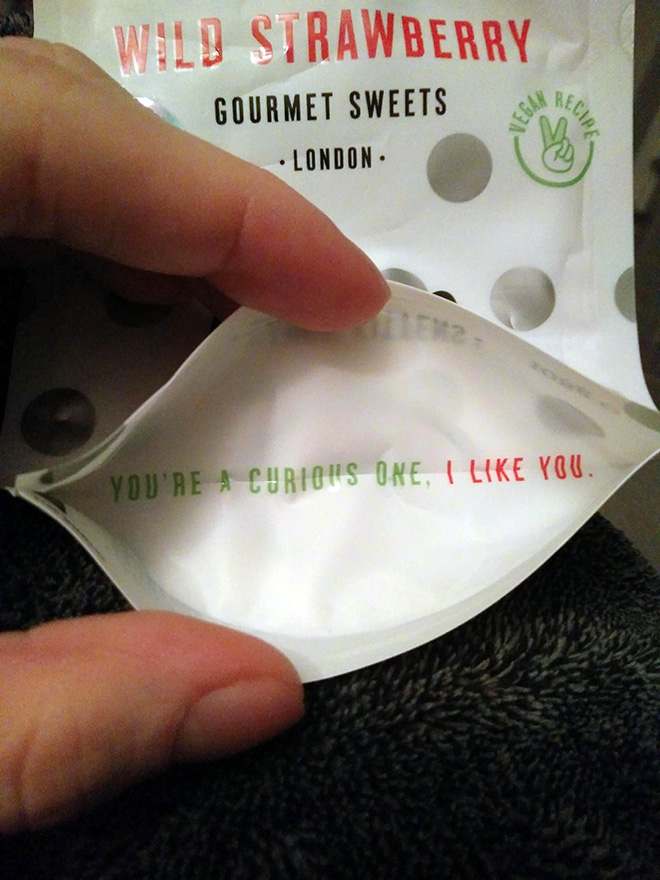 WILD STRAWBERRY
GOURMET SWEETS
·LONDON·
VEGAN RECIPE
YOU'RE A CURIOUS ONE, I LIKE YOU.